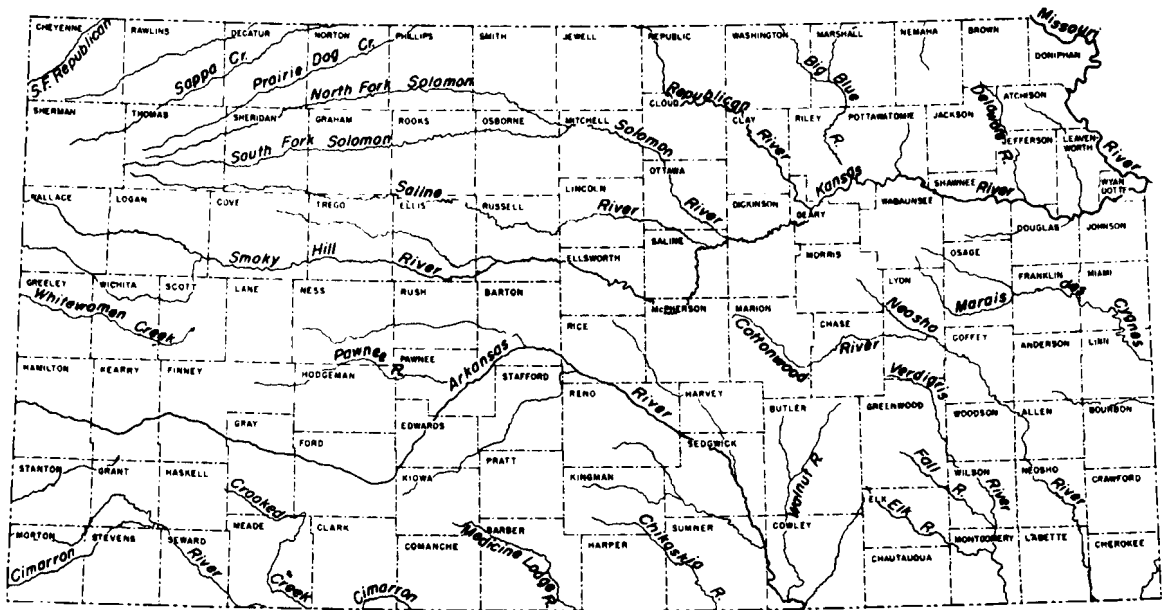 CHEYENNE
RAWLINS
DECATUR
NORTON
PHILLIPS
SMITH
JEWELL
REPUBLIC
WASHINGTON
MARSHALL
NEMAHA
BROWN
Missouri
DONIPHAN
S.F. Republican
Sappa Cr.
Prairie Dog Cr.
North Fork Solomon
SHERMAN
THOMAS
SHERIDAN
GRAHAM
ROOKS
OSBORNE
MITCHELL
CLOUD
Republican
River
CLAY
RILEY
Big Blue
R.
POTTAWATOMIE
JACKSON
Delaware R.
ATCHISON
JEFFERSON
LEAVEN-
WORTH
River
South Fork Solomon
Solomon
River
OTTAWA
Kansas
River
SHAWNEE
WYAN
DOTTE
WALLACE
LOGAN
GOVE
TREGO
ELLIS
RUSSELL
LINCOLN
Saline
River
DICKINSON
GEARY
WABAUNSEE
DOUGLAS
JOHNSON
Smoky Hill River
ELLSWORTH
SALINE
MORRIS
OSAGE
FRANKLIN
MIAMI
GREELEY
WICHITA
SCOTT
LANE
NESS
RUSH
BARTON
McPHERSON
MARION
LYON
Marais
des
Cygnes
Whitewoman Creek
RICE
CHASE
Cottonwood
River
Neosho
COFFEY
ANDERSON
LINN
HAMILTON
KEARNY
FINNEY
HODGEMAN
Pawnee
R.
PAWNEE
Arkansas
River
STAFFORD
RENO
HARVEY
BUTLER
GREENWOOD
Verdigris
River
WOODSON
ALLEN
BOURBON
GRAY
FORD
EDWARDS
SEDGWICK
STANTON
GRANT
HASKELL
KIOWA
PRATT
KINGMAN
Walnut R.
Fall
R.
WILSON
NEOSHO
River
CRAWFORD
Crooked
Creek
ELK
Elk R.
MORTON
STEVENS
SEWARD
MEADE
CLARK
COMANCHE
BARBER
HARPER
SUMNER
COWLEY
CHAUTAUQUA
MONTGOMERY
LABETTE
CHEROKEE
Cimarron
River
Cimarron
Medicine Lodge R.
Chikaskia
R.